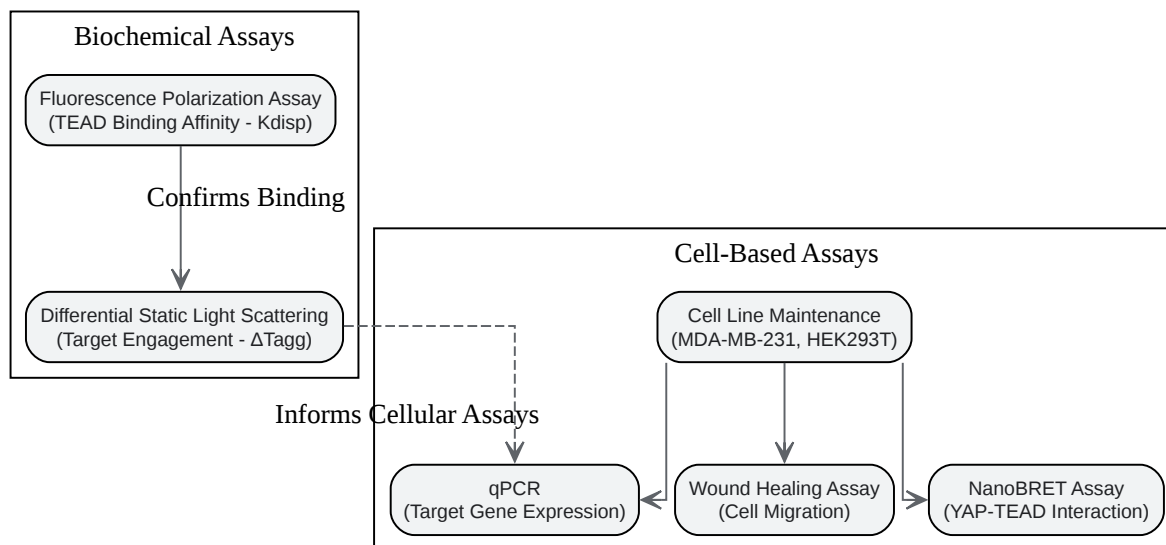 Biochemical Assays
Fluorescence Polarization Assay
(TEAD Binding Affinity - Kdisp)
Confirms Binding
Differential Static Light Scattering
(Target Engagement - ΔTagg)
Cell-Based Assays
Cell Line Maintenance
(MDA-MB-231, HEK293T)
Informs Cellular Assays
qPCR
(Target Gene Expression)
Wound Healing Assay
(Cell Migration)
NanoBRET Assay
(YAP-TEAD Interaction)